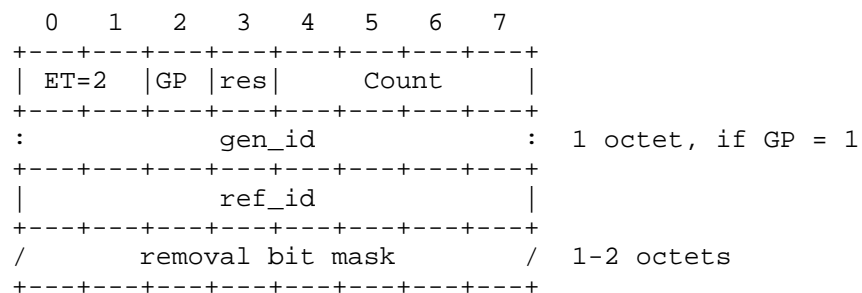 0   1   2   3   4   5   6   7
+---+---+---+---+---+---+---+---+
| ET=2  |GP |res|     Count     |
+---+---+---+---+---+---+---+---+
:            gen_id             :  1 octet, if GP = 1
+---+---+---+---+---+---+---+---+
|            ref_id             |
+---+---+---+---+---+---+---+---+
/       removal bit mask        /  1-2 octets
+---+---+---+---+---+---+---+---+